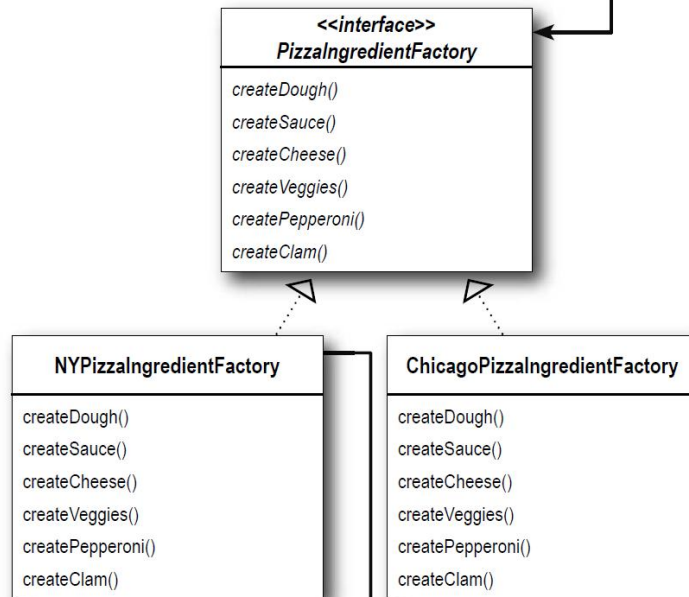 <<interface>>
PizzaIngredientFactory
createDough()
createSauce()
createCheese()
createVeggies()
createPepperoni()
createClam()
NYPizzaIngredientFactory
createDough()
createSauce()
createCheese()
createVeggies()
createPepperoni()
createClam()
ChicagoPizzaIngredientFactory
createDough()
createSauce()
createCheese()
createVeggies()
createPepperoni()
createClam()